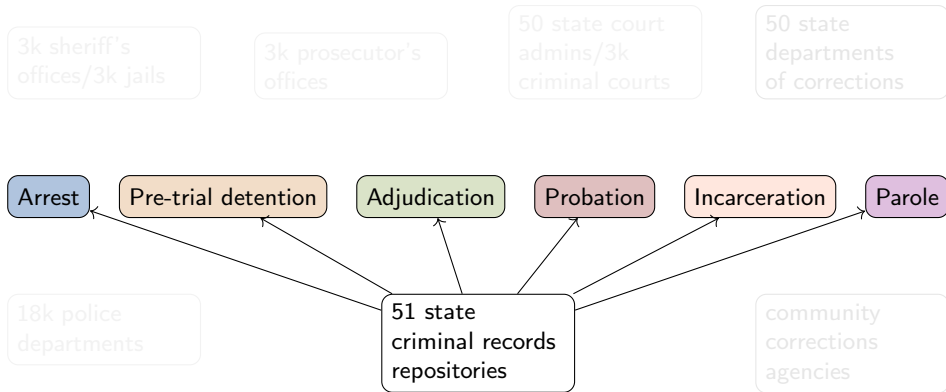 3k sheriff's
offices/3k jails
3k prosecutor's
offices
50 state court
admins/3k
criminal courts
50 state
departments
of corrections
Arrest
Pre-trial detention
Adjudication
Probation
Incarceration
Parole
18k police
departments
51 state
criminal records
repositories
community
corrections
agencies